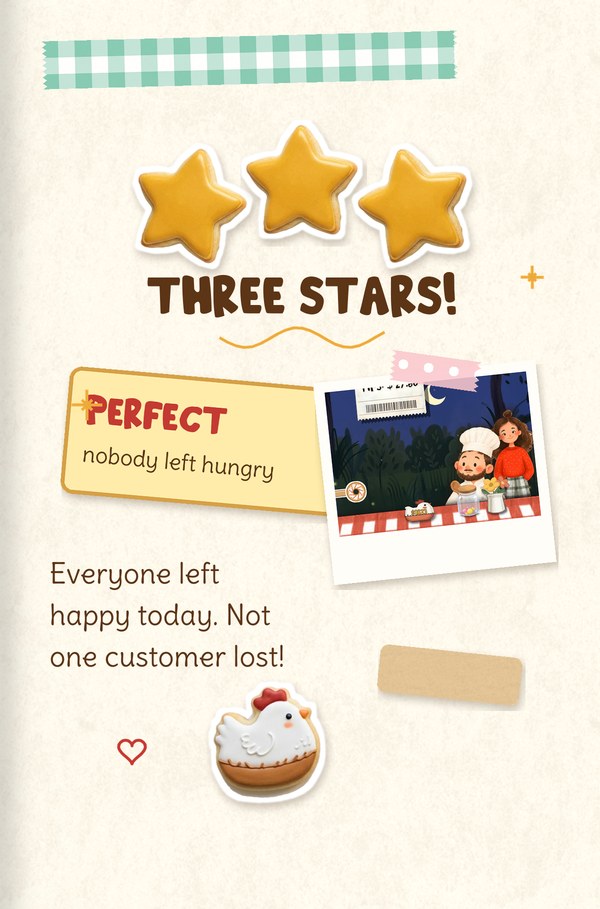 THREE STARS!
PERFECT
nobody left hungry
Everyone left
happy today. Not
one customer lost!